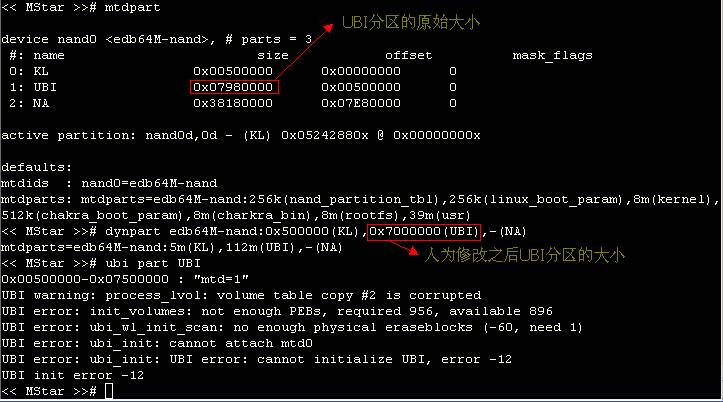 << MStar >># mtdpart
UBI分区的原始大小
device nand0 <edb64M-nand>, # parts = 3
#: name size offset mask_flags
0: KL 0x00500000 0x00000000 0
1: UBI 0x07980000 0x00500000 0
2: NA 0x38180000 0x07E80000 0
active partition: nand0d,0d - (KL) 0x05242880x @ 0x00000000x
defaults:
mtdids : nand0=edb64M-nand
mtdparts: mtdparts=edb64M-nand:256k(nand_partition_tbl),256k(linux_boot_param),8m(kernel),
512k(chakra_boot_param),8m(charkra_bin),8m(rootfs),39m(usr)
<< MStar >># dynpart edb64M-nand:0x500000(KL),0x7000000(UBI),-(NA)
mtdparts=edb64M-nand:5m(KL),112m(UBI),-(NA)
人为修改之后UBI分区的大小
<< MStar >># ubi part UBI
0x00500000-0x07500000 : "mtd=1"
UBI warning: process_lvol: volume table copy #2 is corrupted
UBI error: init_volumes: not enough PEBs, required 956, available 896
UBI error: ubi_wl_init_scan: no enough physical eraseblocks (-60, need 1)
UBI error: ubi_init: cannot attach mtd0
UBI error: ubi_init: UBI error: cannot initialize UBI, error -12
UBI init error -12
<< MStar >>#